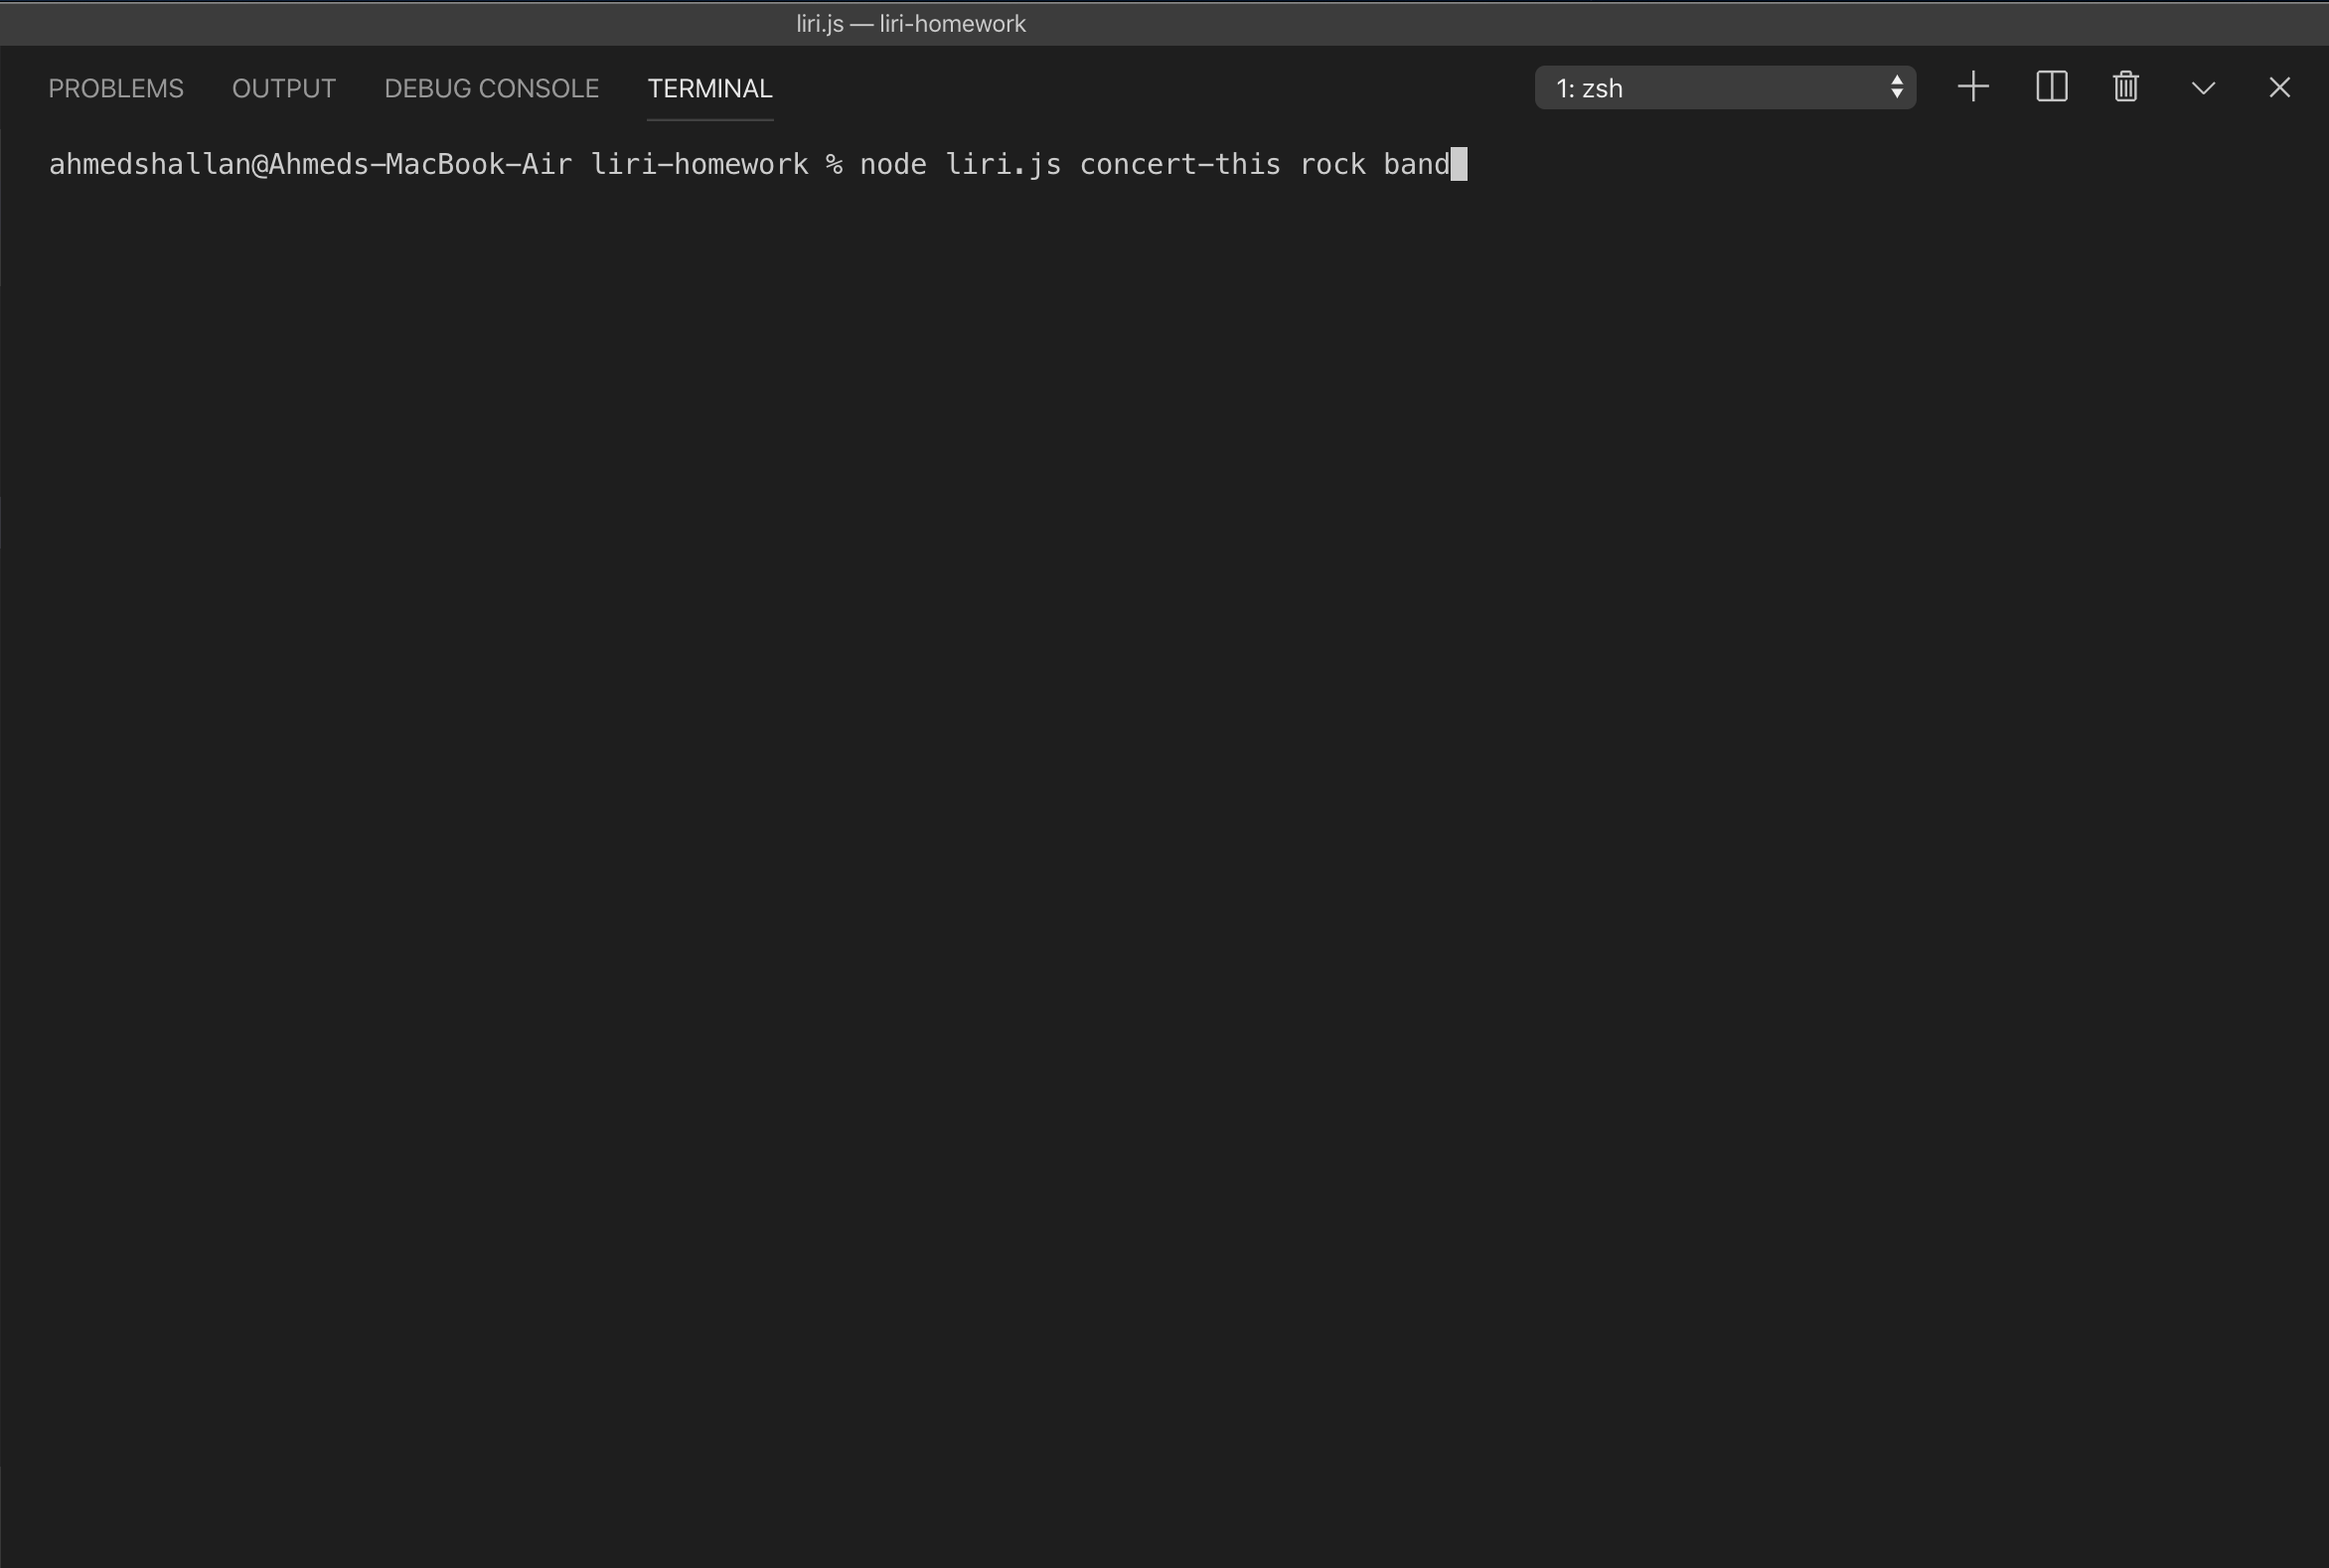 liri.js — liri-homework
PROBLEMS OUTPUT DEBUG CONSOLE TERMINAL 1: zsh
ahmedshallan@Ahmeds-MacBook-Air liri-homework % node liri.js concert-this rock band